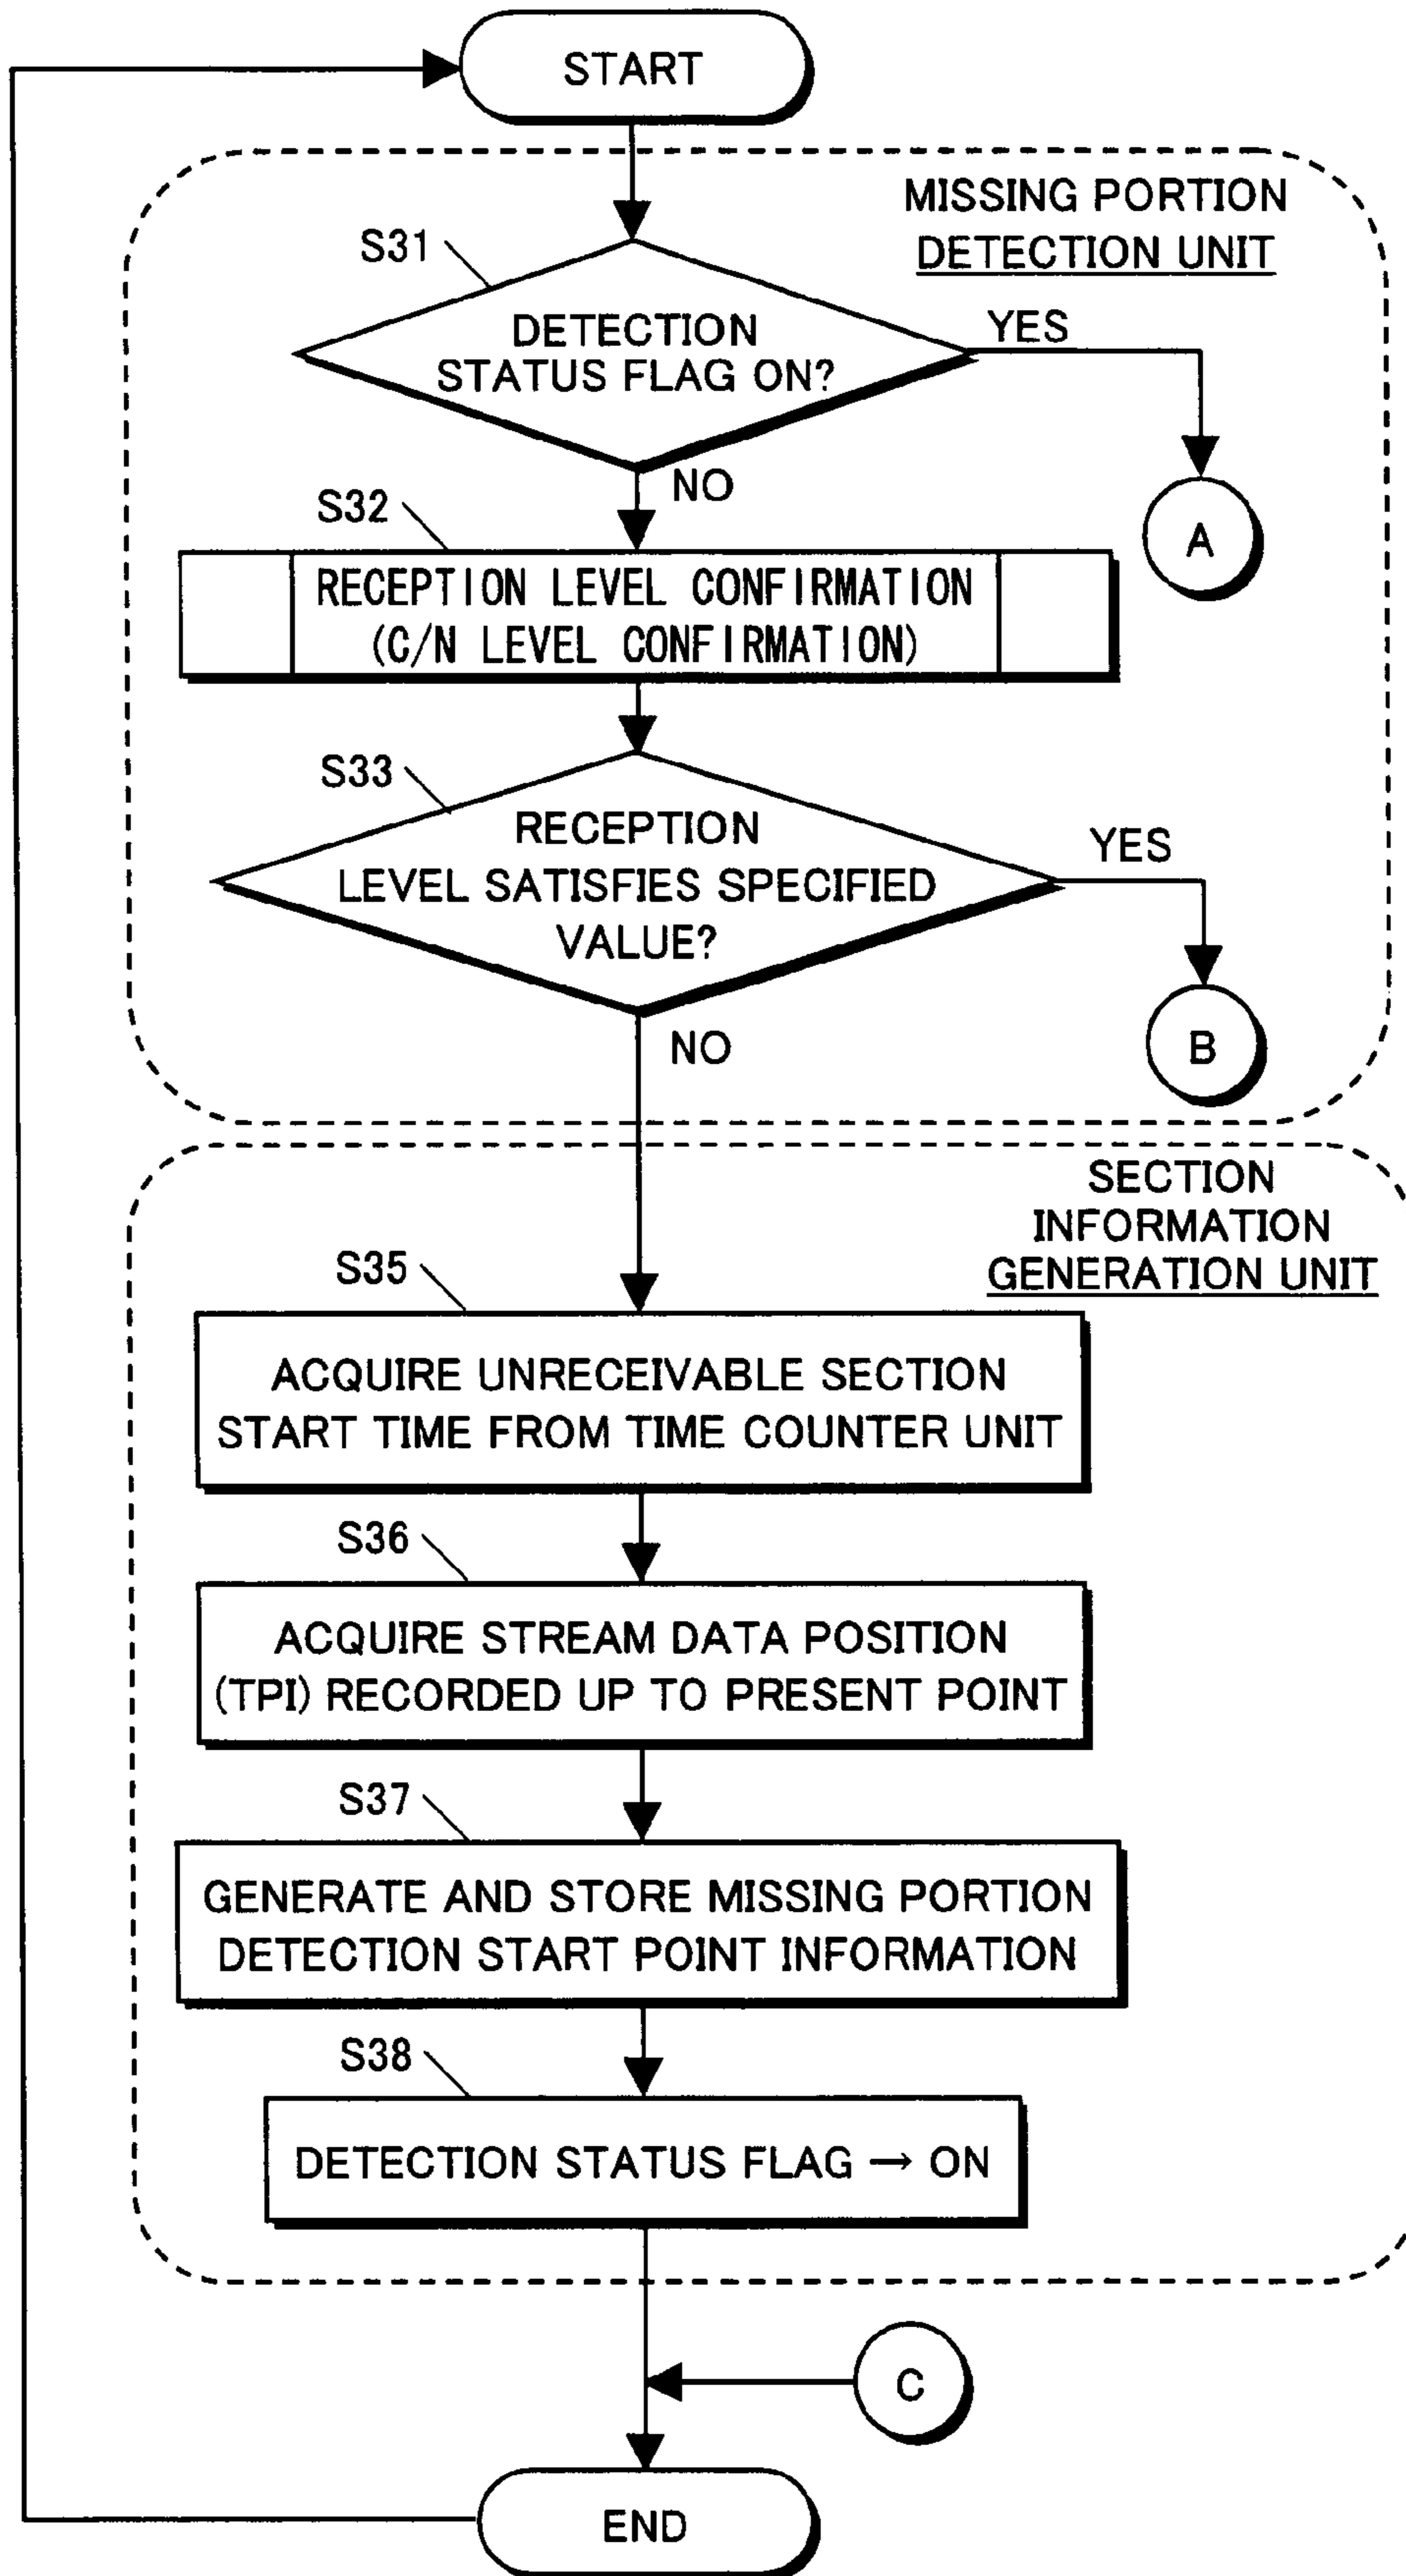 START
MISSING PORTION
DETECTION UNIT
S31
DETECTION
STATUS FLAG ON?
YES
NO
A
S32
RECEPTION LEVEL CONFIRMATION
(C/N LEVEL CONFIRMATION)
S33
RECEPTION
LEVEL SATISFIES SPECIFIED
VALUE?
YES
NO
B
SECTION
INFORMATION
GENERATION UNIT
S35
ACQUIRE UNRECEIVABLE SECTION
START TIME FROM TIME COUNTER UNIT
S36
ACQUIRE STREAM DATA POSITION
(TPI) RECORDED UP TO PRESENT POINT
S37
GENERATE AND STORE MISSING PORTION
DETECTION START POINT INFORMATION
S38
DETECTION STATUS FLAG → ON
C
END